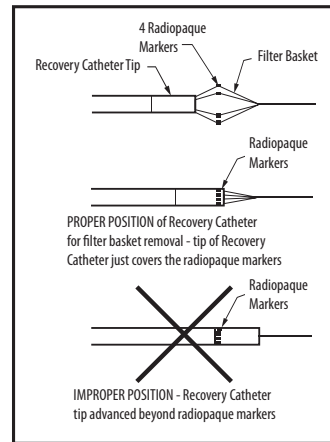 4 Radiopaque
Markers
Filter Basket
Recovery Catheter Tip
Radiopaque
Markers
PROPER POSITION of Recovery Catheter
for filter basket removal - tip of Recovery
Catheter just covers the radiopaque markers
Radiopaque
Markers
IMPROPER POSITION - Recovery Catheter
tip advanced beyond radiopaque markers